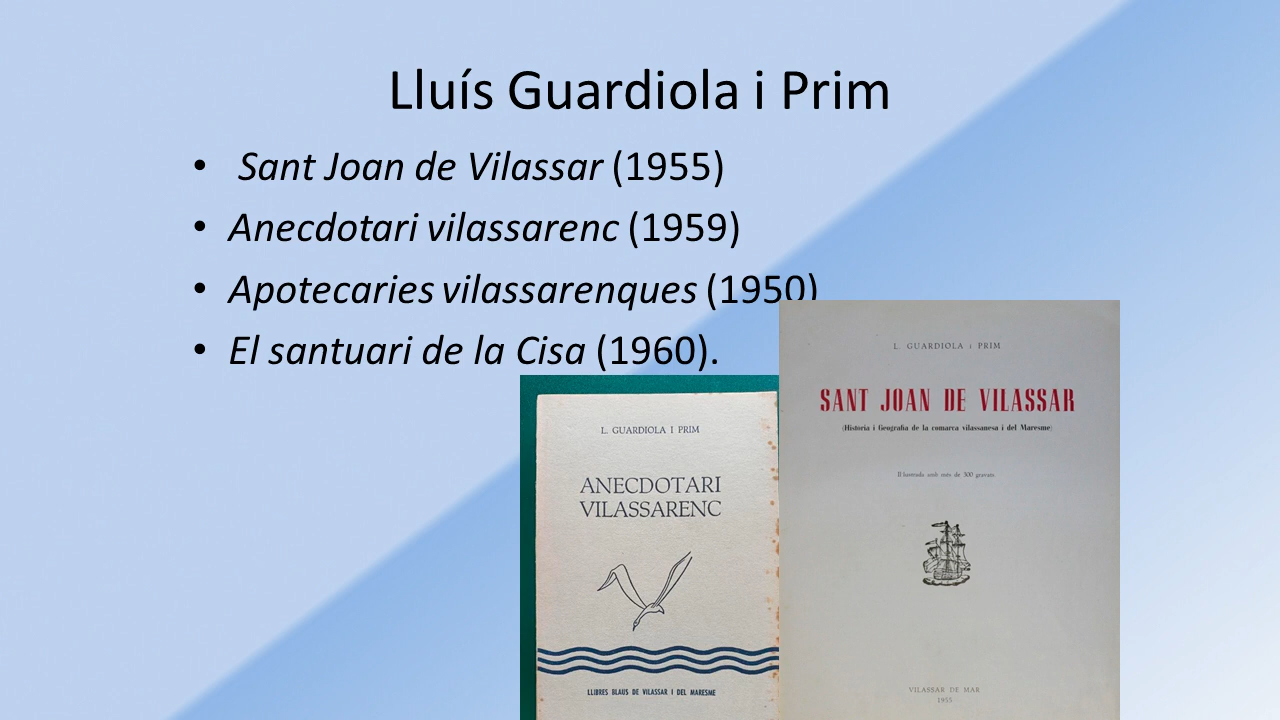 Lluís Guardiola i Prim
• Sant Joan de Vilassar (1955)
• Anecdotari vilassarenc (1959)
• Apotecaries vilassarenques (1950)
• El santuari de la Cisa (1960).
L. GUARDIOLA i PRIM
SANT JOAN DE VILASSAR
(Historia i Geografia de la comarca vilassanesa i del Maresme)
Il·lustrada amb més de 300 gravats.
VILASSAR DE MAR
1955
L. GUARDIOLA I PRIM
ANECDOTARI
VILASSARENC
LLIBRES BLAUS DE VILASSAR I DEL MARESME